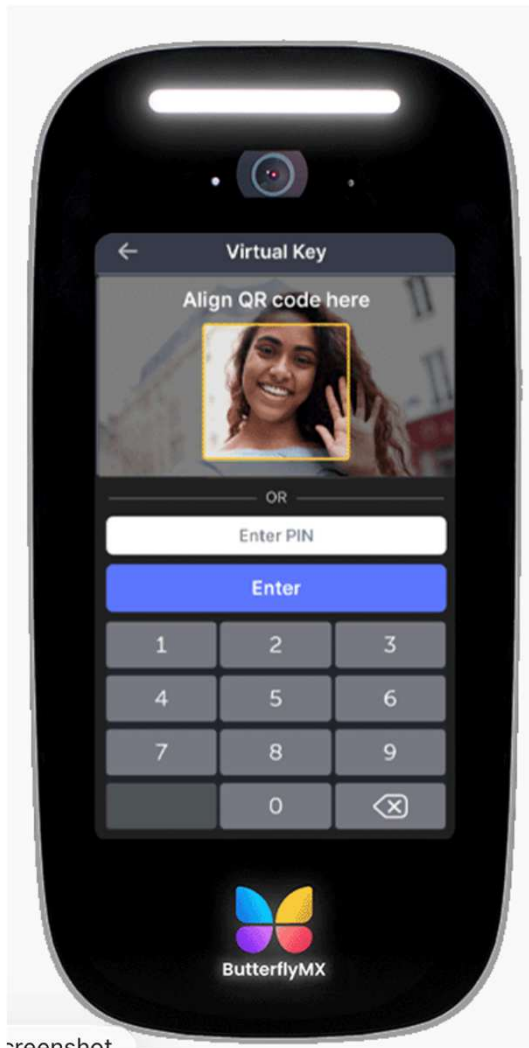 Virtual Key
Align QR code here
OR
Enter PIN
Enter
1 2 3
4 5 6
7 8 9
0
ButterflyMX
creenshot